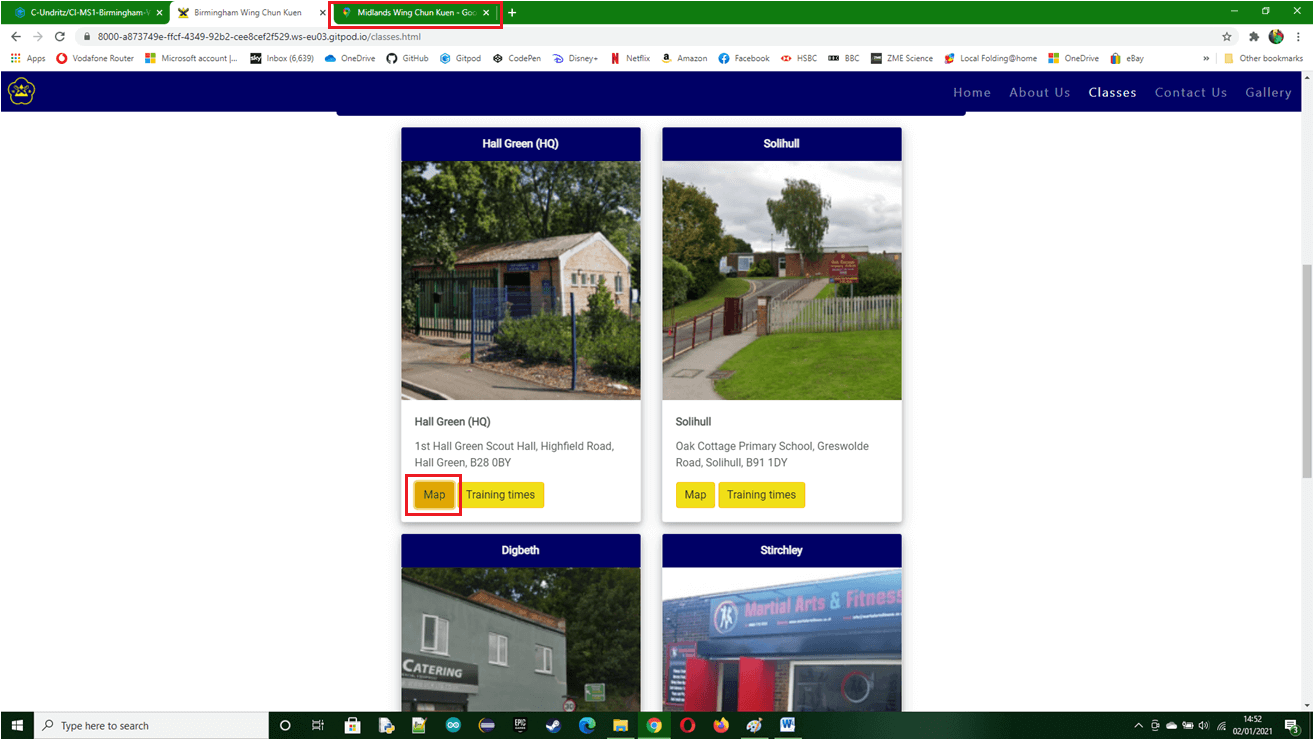 C-Undritz/CI-MS1-Birmingham-
Birmingham Wing Chun Kuen
Midlands Wing Chun Kuen - Goo
8000-a873749e-ffcf-4349-92b2-cee8cef2f529.ws-eu03.gitpod.io/classes.html
Apps
Vodafone Router
Microsoft account |...
sky
Inbox (6,639)
OneDrive
GitHub
Gitpod
CodePen
Disney+
Netflix
Amazon
Facebook
HSBC
BBC
ZME Science
Local Folding@home
OneDrive
eBay
»
Other bookmarks
Home About Us Classes Contact Us Gallery
Hall Green (HQ)
Solihull
Hall Green (HQ)
1st Hall Green Scout Hall, Highfield Road,
Hall Green, B28 0BY
Map Training times
Solihull
Oak Cottage Primary School, Greswolde
Road, Solihull, B91 1DY
Map Training times
Digbeth
Stirchley
CATERING
Martial Arts & Fitness
Type here to search
EPIC
14:52
02/01/2021
3